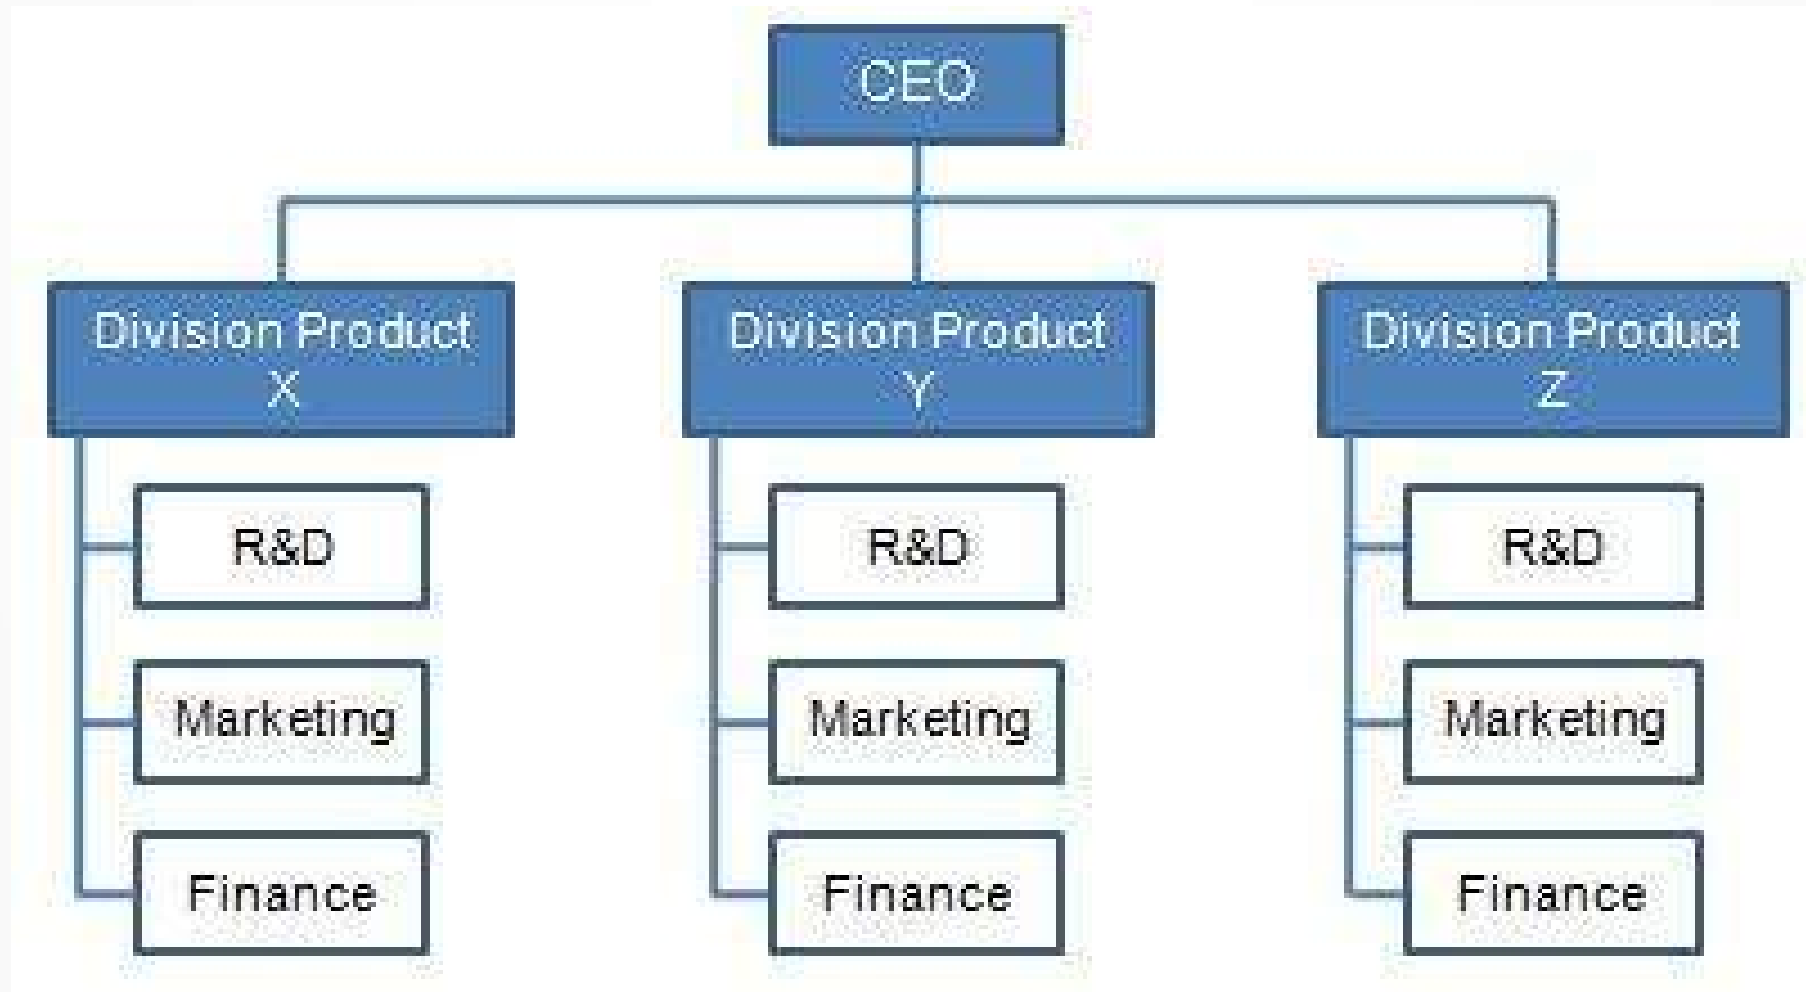 CEO
Division Product
X
R&D
Marketing
Finance
Division Product
Y
R&D
Marketing
Finance
Division Product
Z
R&D
Marketing
Finance